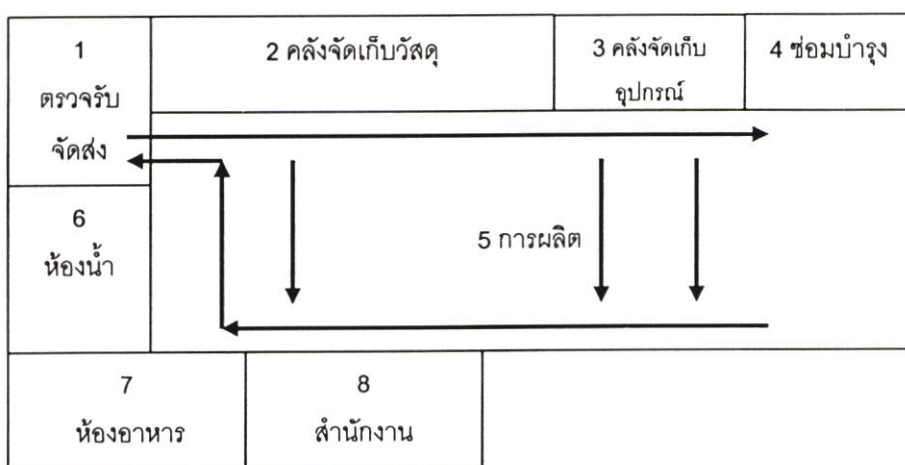 1
ตรวจรับ
จัดส่ง
2 คลังจัดเก็บวัสดุ
3 คลังจัดเก็บ
อุปกรณ์
4 ซ่อมบำรุง
6
ห้องน้ำ
5 การผลิต
7
ห้องอาหาร
8
สำนักงาน